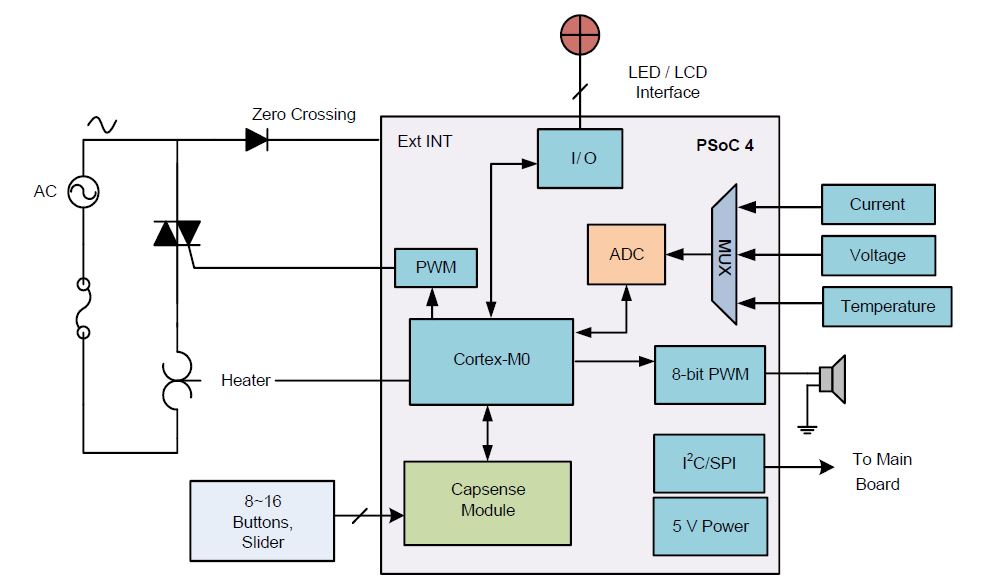 LED / LCD
Interface
Zero Crossing
Ext INT
PSoC 4
I/O
AC
Current
MUX
ADC
Voltage
PWM
Temperature
Cortex-M0
8-bit PWM
Heater
I²C/SPI
To Main
Board
Capsense
Module
8~16
Buttons,
Slider
5 V Power